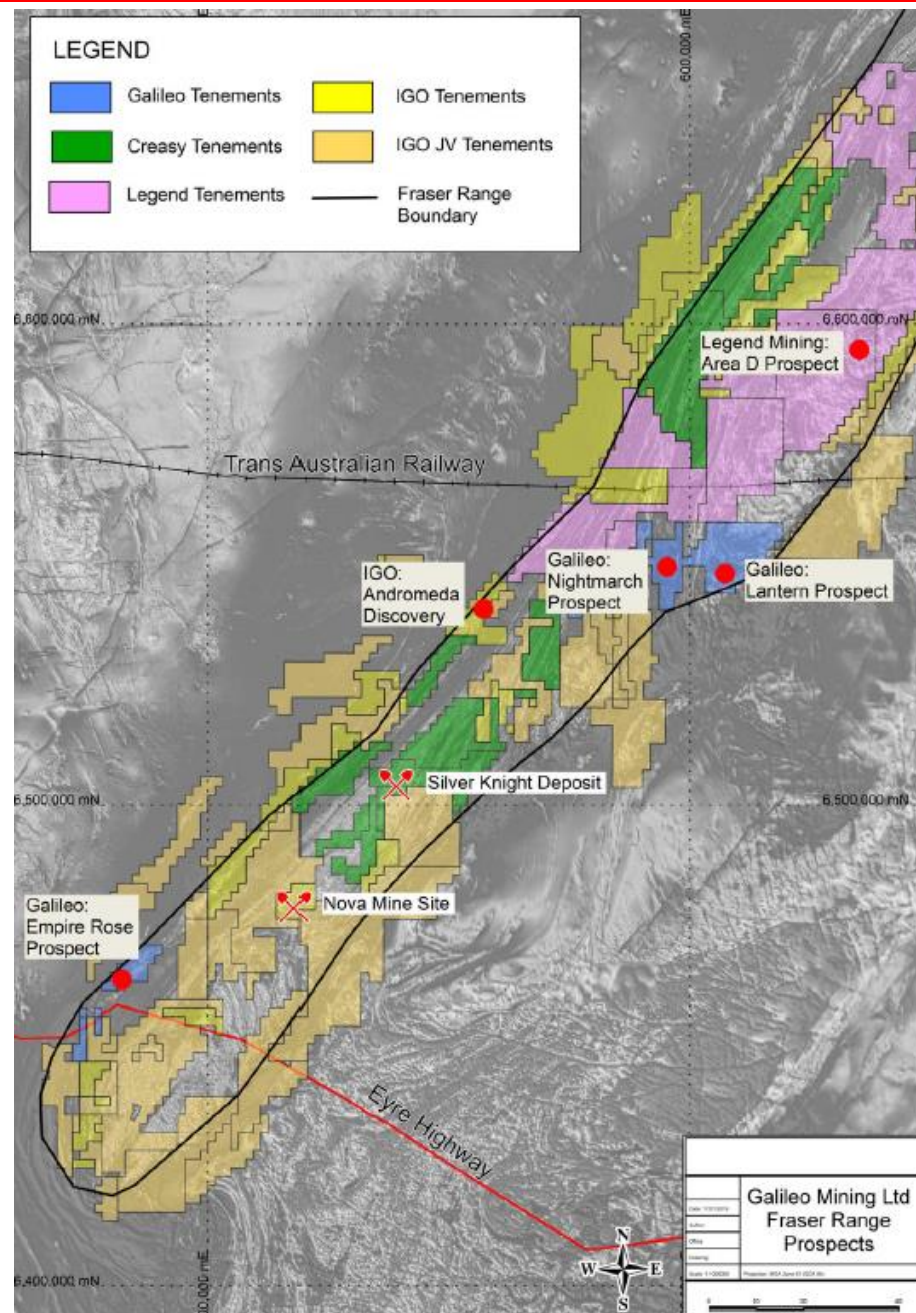 LEGEND
Galileo Tenements
IGO Tenements
Creasy Tenements
IGO JV Tenements
Legend Tenements
Fraser Range
Boundary
600,000 mE
6,600,000 mN
6,600,000 mN
Legend Mining:
Area D Prospect
Trans Australian Railway
IGO:
Andromeda
Discovery
Galileo:
Nightmarch
Prospect
Galileo:
Lantern Prospect
Silver Knight Deposit
6,500,000 mN
6,500,000 mN
Nova Mine Site
Galileo:
Empire Rose
Prospect
Eyre Highway
6,400,000 mN
N
W
E
S
Galileo Mining Ltd
Fraser Range
Prospects